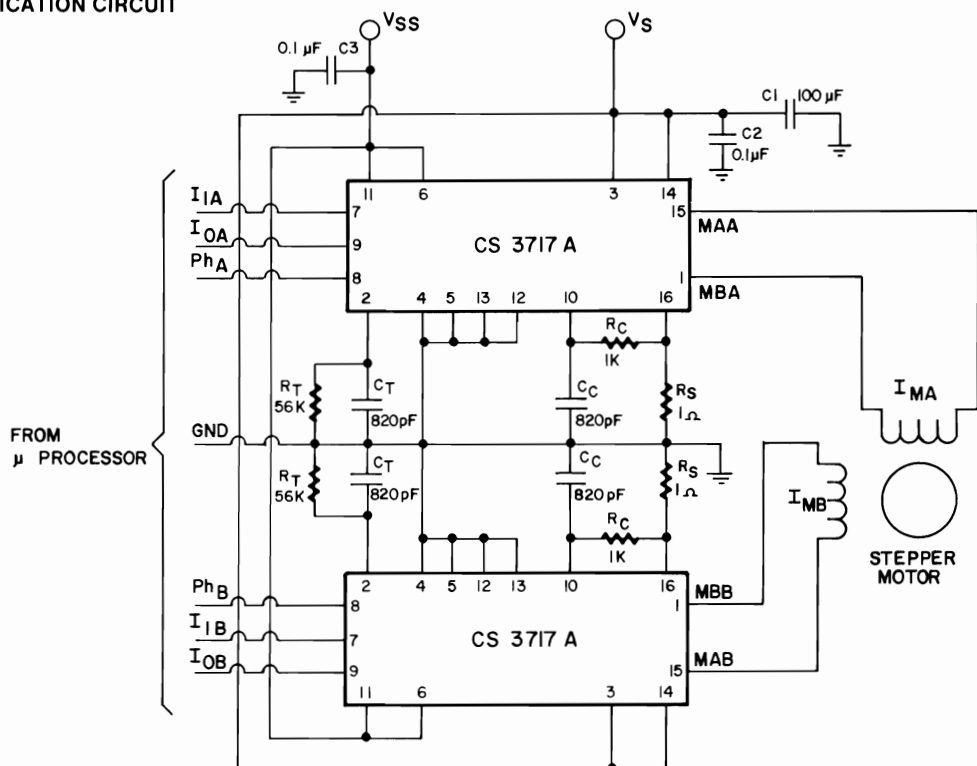 ICATION CIRCUIT
VSS
VS
0.1 µF C3
C1 100 µF
C2
0.1µF
11 6 3 14
I1A 7
I0A 9
PhA 8
CS 3717 A
15 MAA
1 MBA
2 4 5 13 12 10 16
RC
1K
RT
56K
CT
820pF
CC
820pF
RS
1Ω
IMA
FROM
µ PROCESSOR
GND
RT
56K
CT
820pF
CC
820pF
RS
1Ω
RC
1K
IMB
STEPPER
MOTOR
2 4 5 12 13 10 16
PhB 8
I1B 7
I0B 9
CS 3717 A
1 MBB
15 MAB
11 6 3 14